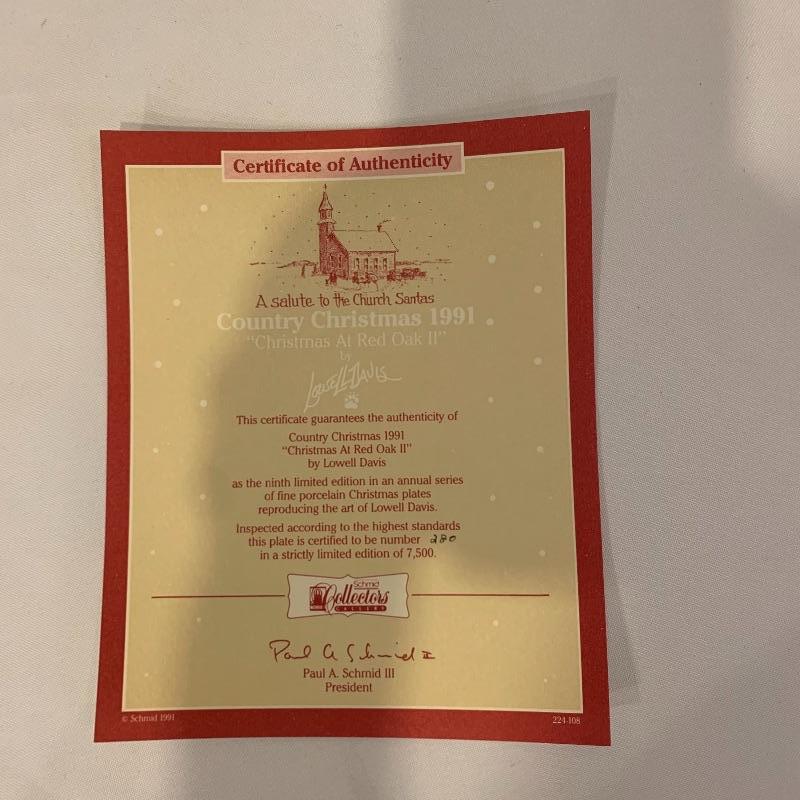 Certificate of Authenticity
A salute to the Church Santas
Country Christmas 1991
"Christmas At Red Oak II"
by
Lowell Davis
This certificate guarantees the authenticity of
Country Christmas 1991
"Christmas At Red Oak II"
by Lowell Davis
as the ninth limited edition in an annual series
of fine porcelain Christmas plates
reproducing the art of Lowell Davis.
Inspected according to the highest standards
this plate is certified to be number 280
in a strictly limited edition of 7,500.
Schmid
Collectors
GALLERY
Paul A Schmid III
Paul A. Schmid III
President
© Schmid 1991
224-108